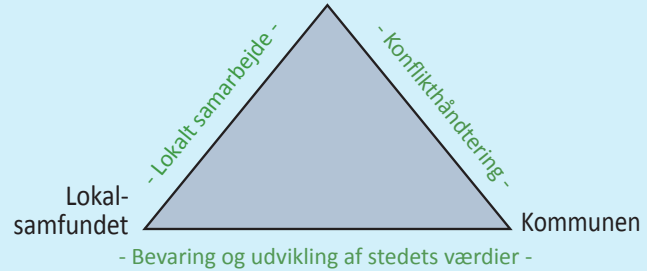 - Lokalt samarbejde -
- Konflikthåndtering -
Lokal-
samfundet
Kommunen
- Bevaring og udvikling af stedets værdier -